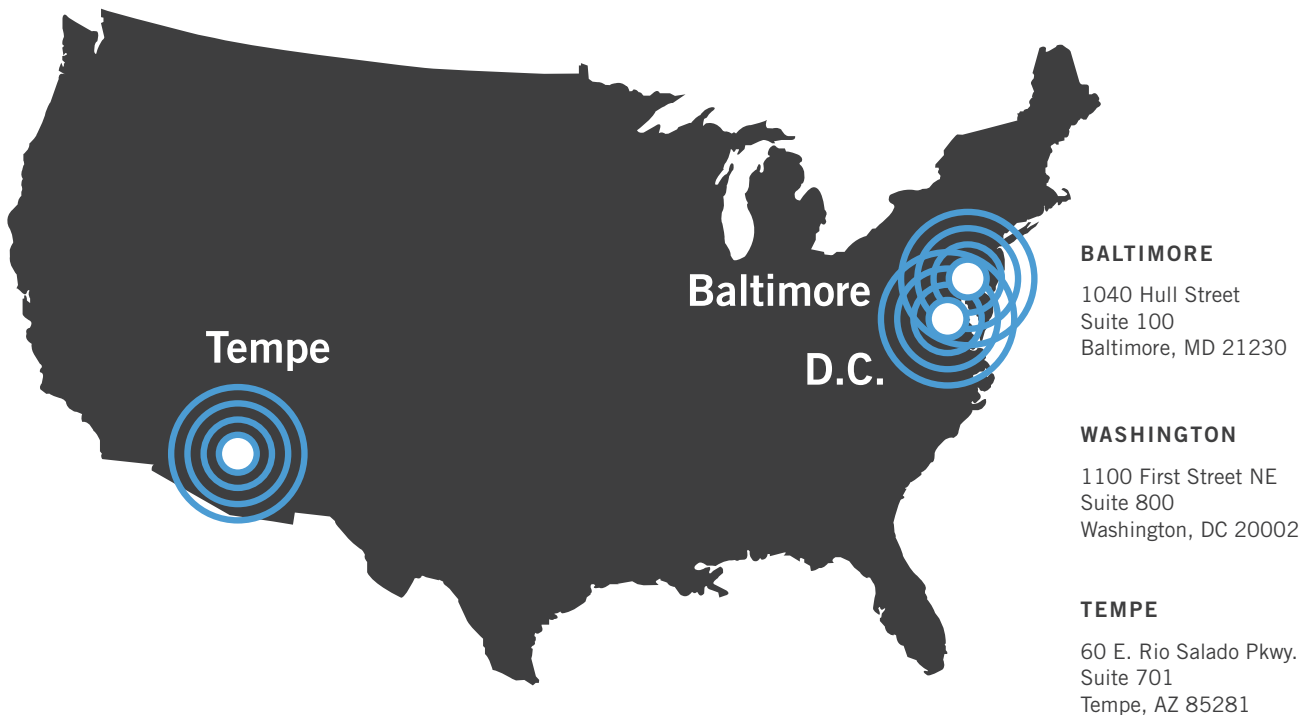 Baltimore
Tempe
D.C.
BALTIMORE
1040 Hull Street
Suite 100
Baltimore, MD 21230
WASHINGTON
1100 First Street NE
Suite 800
Washington, DC 20002
TEMPE
60 E. Rio Salado Pkwy.
Suite 701
Tempe, AZ 85281